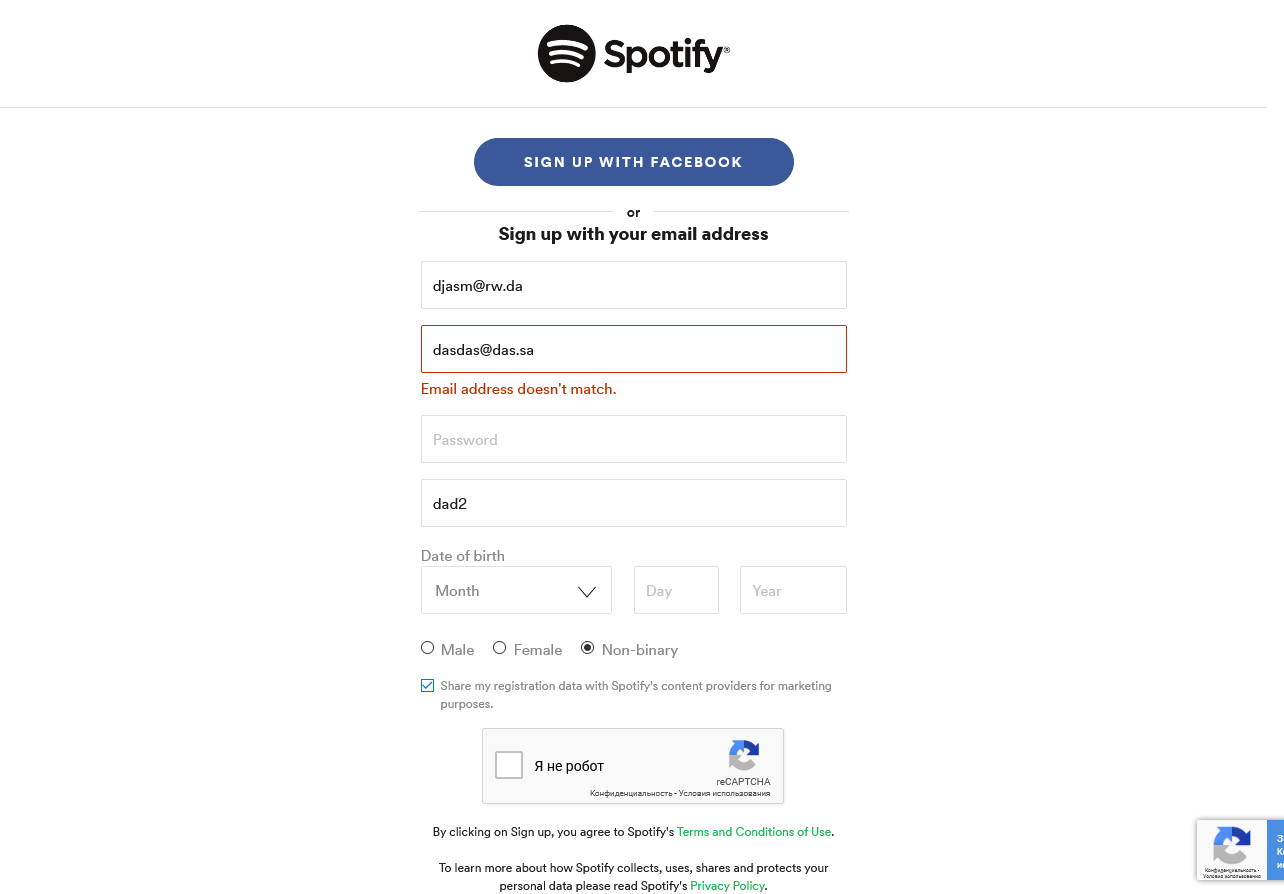 Spotify®
SIGN UP WITH FACEBOOK
or
Sign up with your email address
djasm@rw.da
dasdas@das.sa
Email address doesn't match.
Password
dad2
Date of birth
Month
Day
Year
Male
Female
Non-binary
Share my registration data with Spotify's content providers for marketing
purposes.
Я не робот
reCAPTCHA
Конфиденциальность - Условия использования
By clicking on Sign up, you agree to Spotify's Terms and Conditions of Use.
To learn more about how Spotify collects, uses, shares and protects your
personal data please read Spotify's Privacy Policy.
Конфиденциальность -
Условия использования